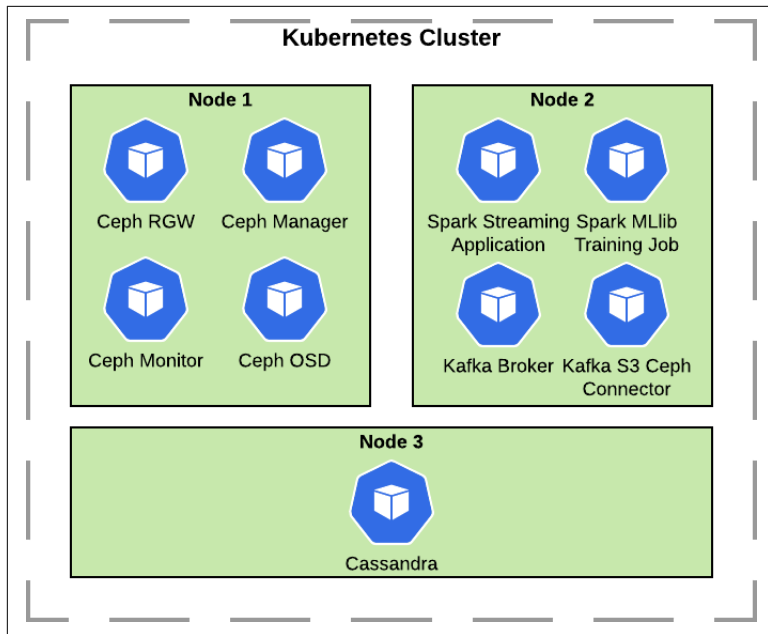 Kubernetes Cluster
Node 1
Ceph RGW
Ceph Manager
Ceph Monitor
Ceph OSD
Node 2
Spark Streaming
Application
Spark MLlib
Training Job
Kafka Broker
Kafka S3 Ceph
Connector
Node 3
Cassandra